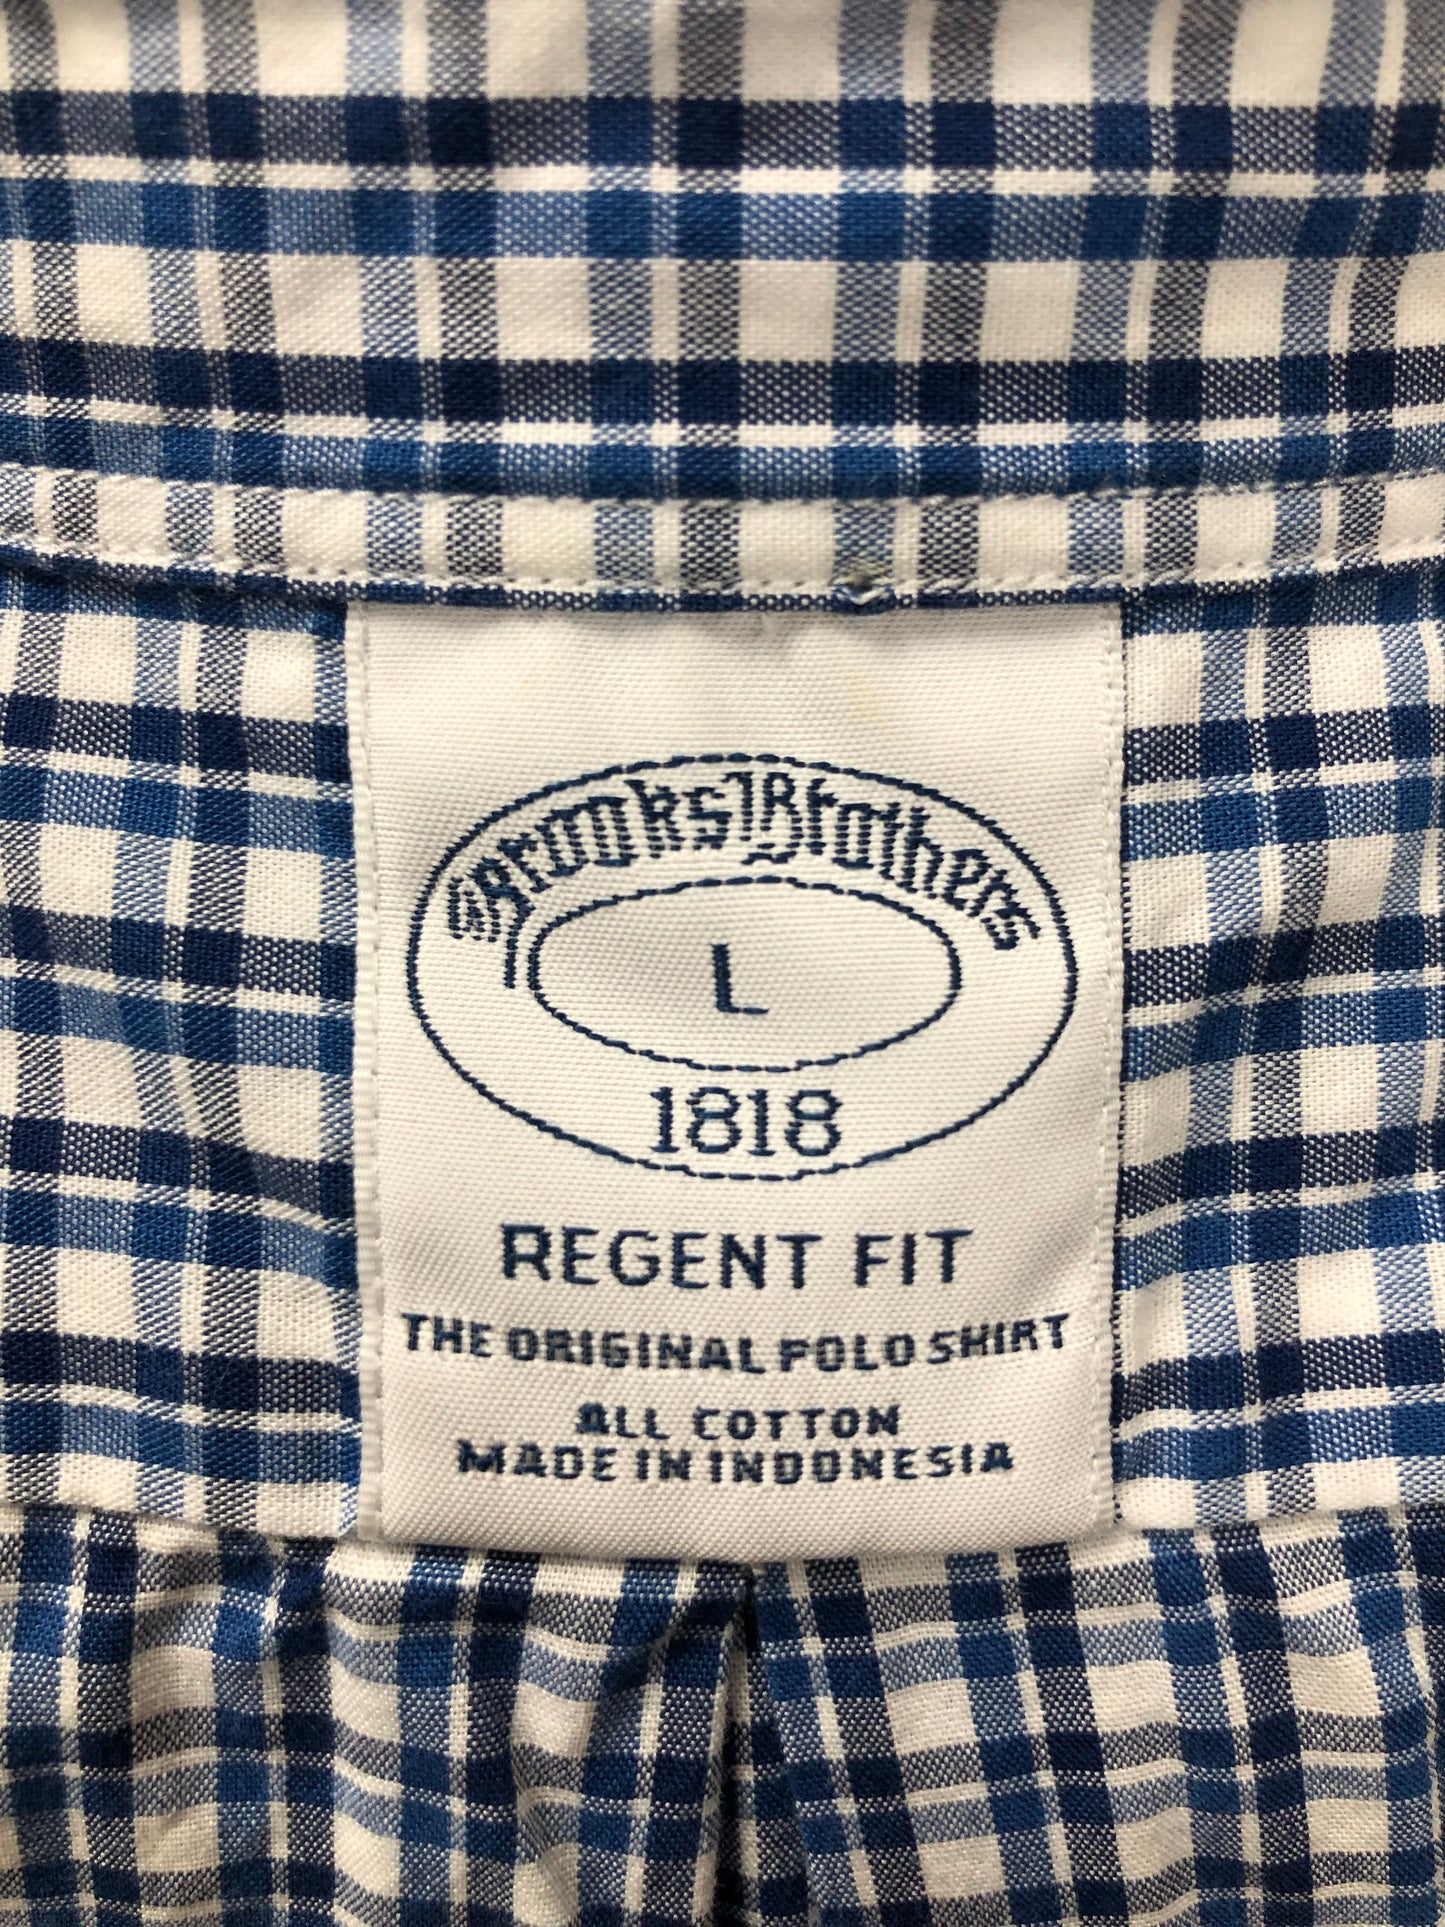 Brooks Brothers
L
1818
REGENT FIT
THE ORIGINAL POLO SHIRT
ALL COTTON
MADE IN INDONESIA